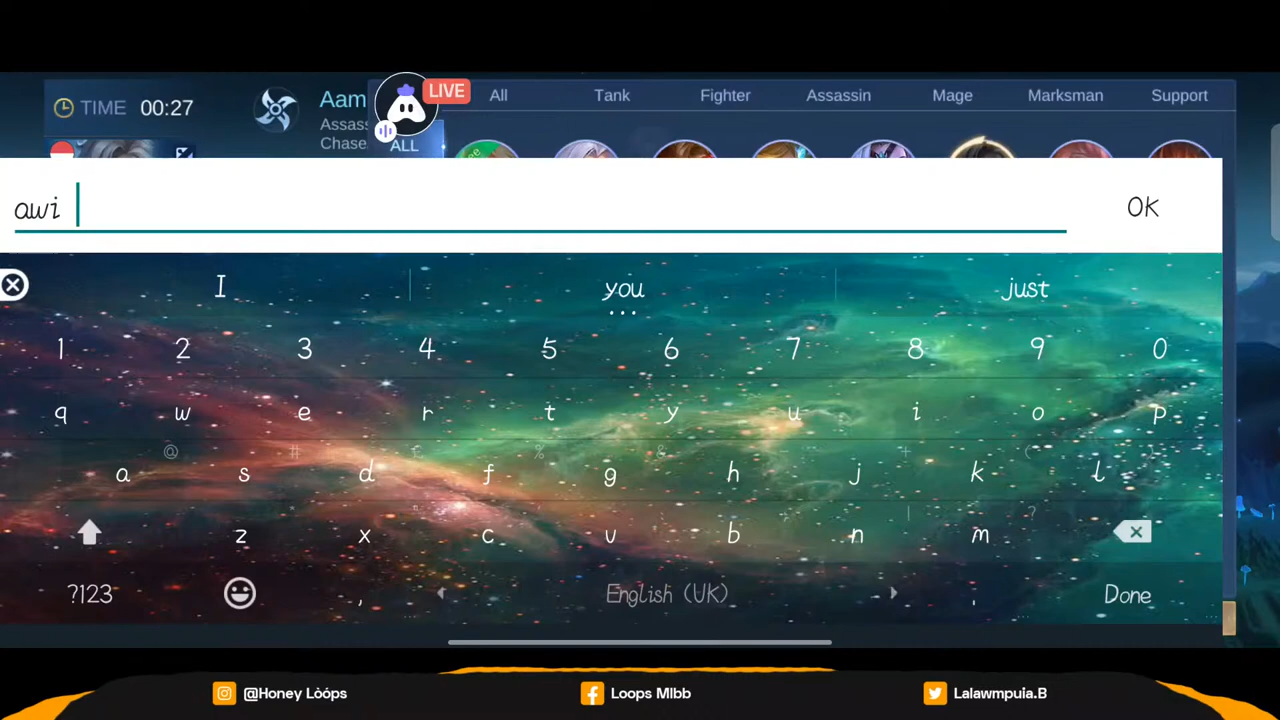 TIME 00:27
Aam
Assass
Chase
LIVE
ALL
All Tank Fighter Assassin Mage Marksman Support
awi OK
I you just
1 2 3 4 5 6 7 8 9 0
q w e r t y u i o p
@ # € % & + (
a s d f g h j k l
z x c v b n m
?123 , English (UK) Done
@Honey Lòóps Loops Mlbb Lalawmpuia.B